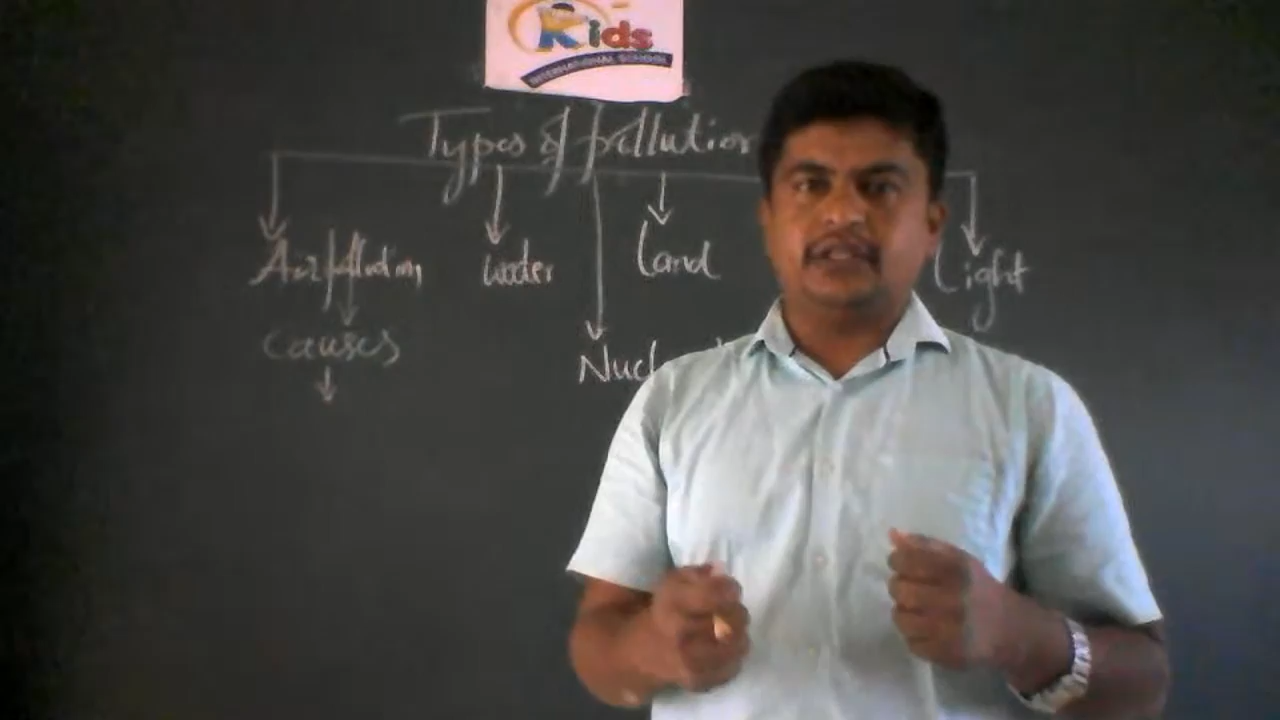 Kids
INTERNATIONAL SCHOOL
Types of pollution
Air pollution water Land Light
causes